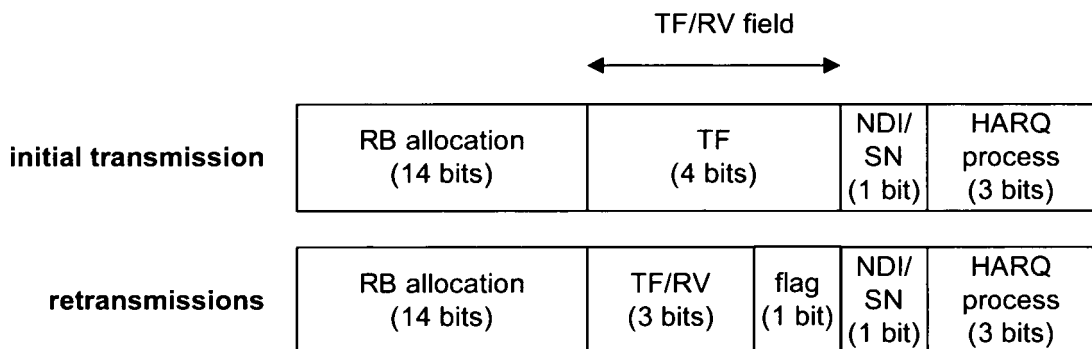 TF/RV field
initial transmission
RB allocation
(14 bits)
TF
(4 bits)
NDI/
SN
(1 bit)
HARQ
process
(3 bits)
retransmissions
RB allocation
(14 bits)
TF/RV
(3 bits)
flag
(1 bit)
NDI/
SN
(1 bit)
HARQ
process
(3 bits)